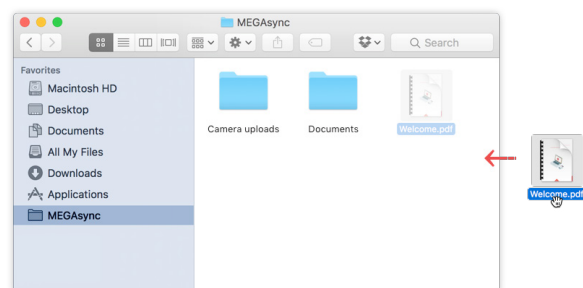 MEGAsync
Search
Favorites
Macintosh HD
Desktop
Documents
All My Files
Downloads
Applications
MEGAsync
Camera uploads
Documents
Welcome.pdf
Welcome.pdf